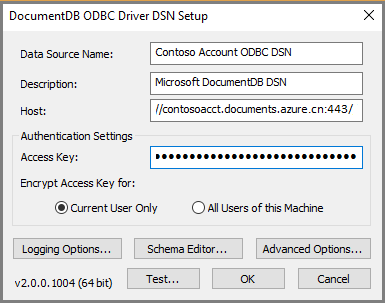 DocumentDB ODBC Driver DSN Setup
Data Source Name: Contoso Account ODBC DSN
Description: Microsoft DocumentDB DSN
Host: //contosoacct.documents.azure.cn:443/
Authentication Settings
Access Key: ••••••••••••••••••••••••••••••
Encrypt Access Key for:
Current User Only All Users of this Machine
Logging Options... Schema Editor... Advanced Options...
v2.0.0.1004 (64 bit) Test... OK Cancel